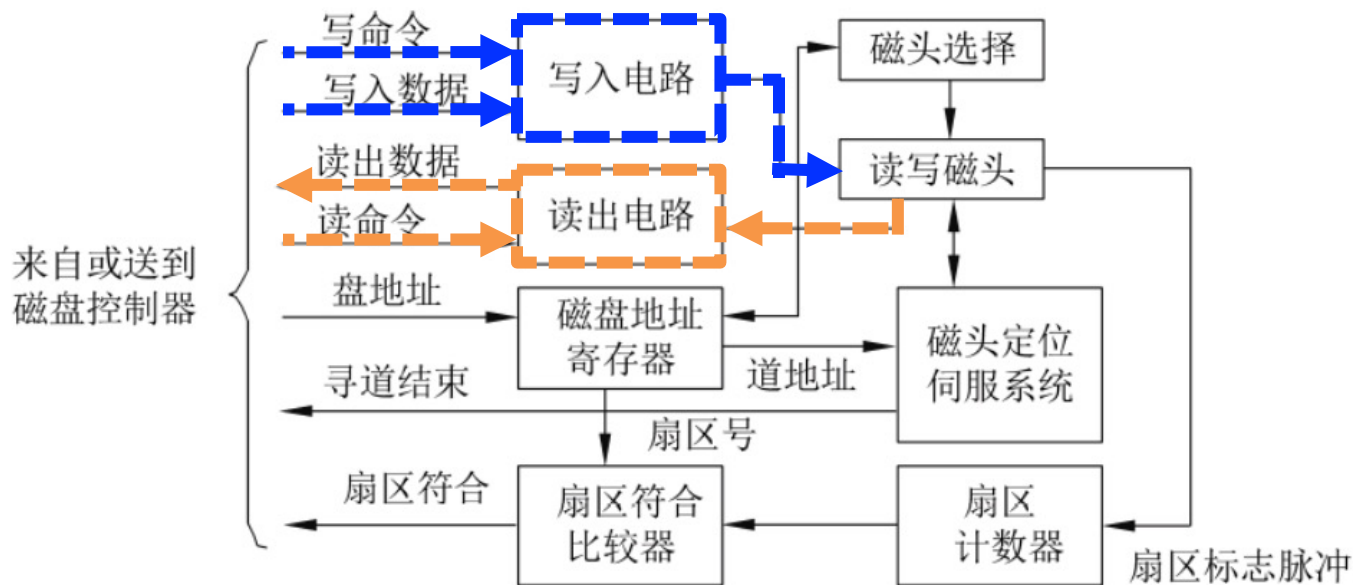 写命令
写入数据
写入电路
磁头选择
读出数据
读命令
读出电路
读写磁头
来自或送到
磁盘控制器
盘地址
磁盘地址
寄存器
道地址
磁头定位
伺服系统
寻道结束
扇区号
扇区符合
扇区符合
比较器
扇区
计数器
扇区标志脉冲